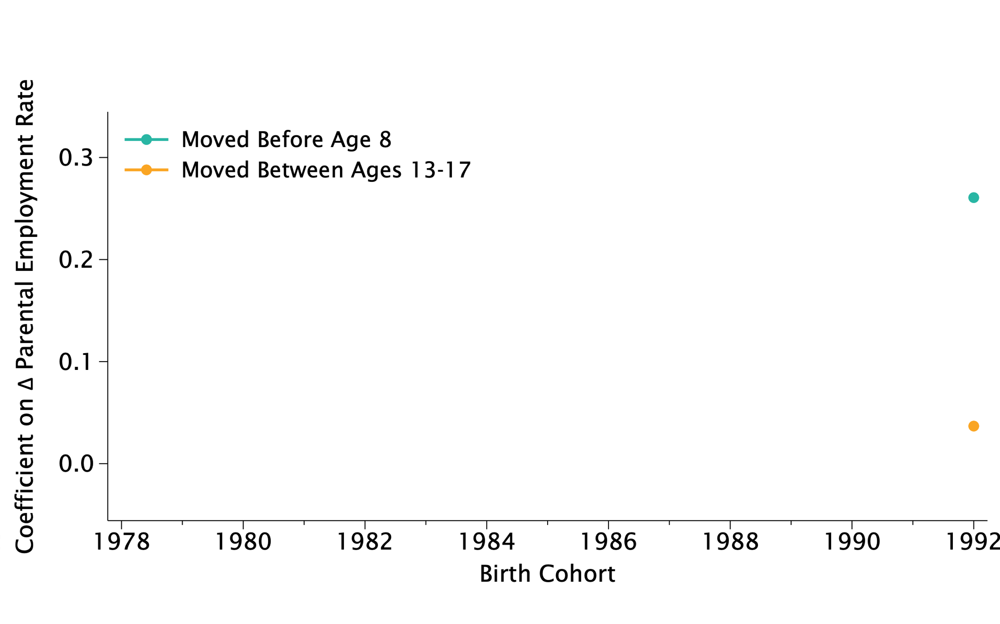 Coefficient on Δ Parental Employment Rate
Moved Before Age 8
Moved Between Ages 13-17
0.3
0.2
0.1
0.0
1978 1980 1982 1984 1986 1988 1990 1992
Birth Cohort